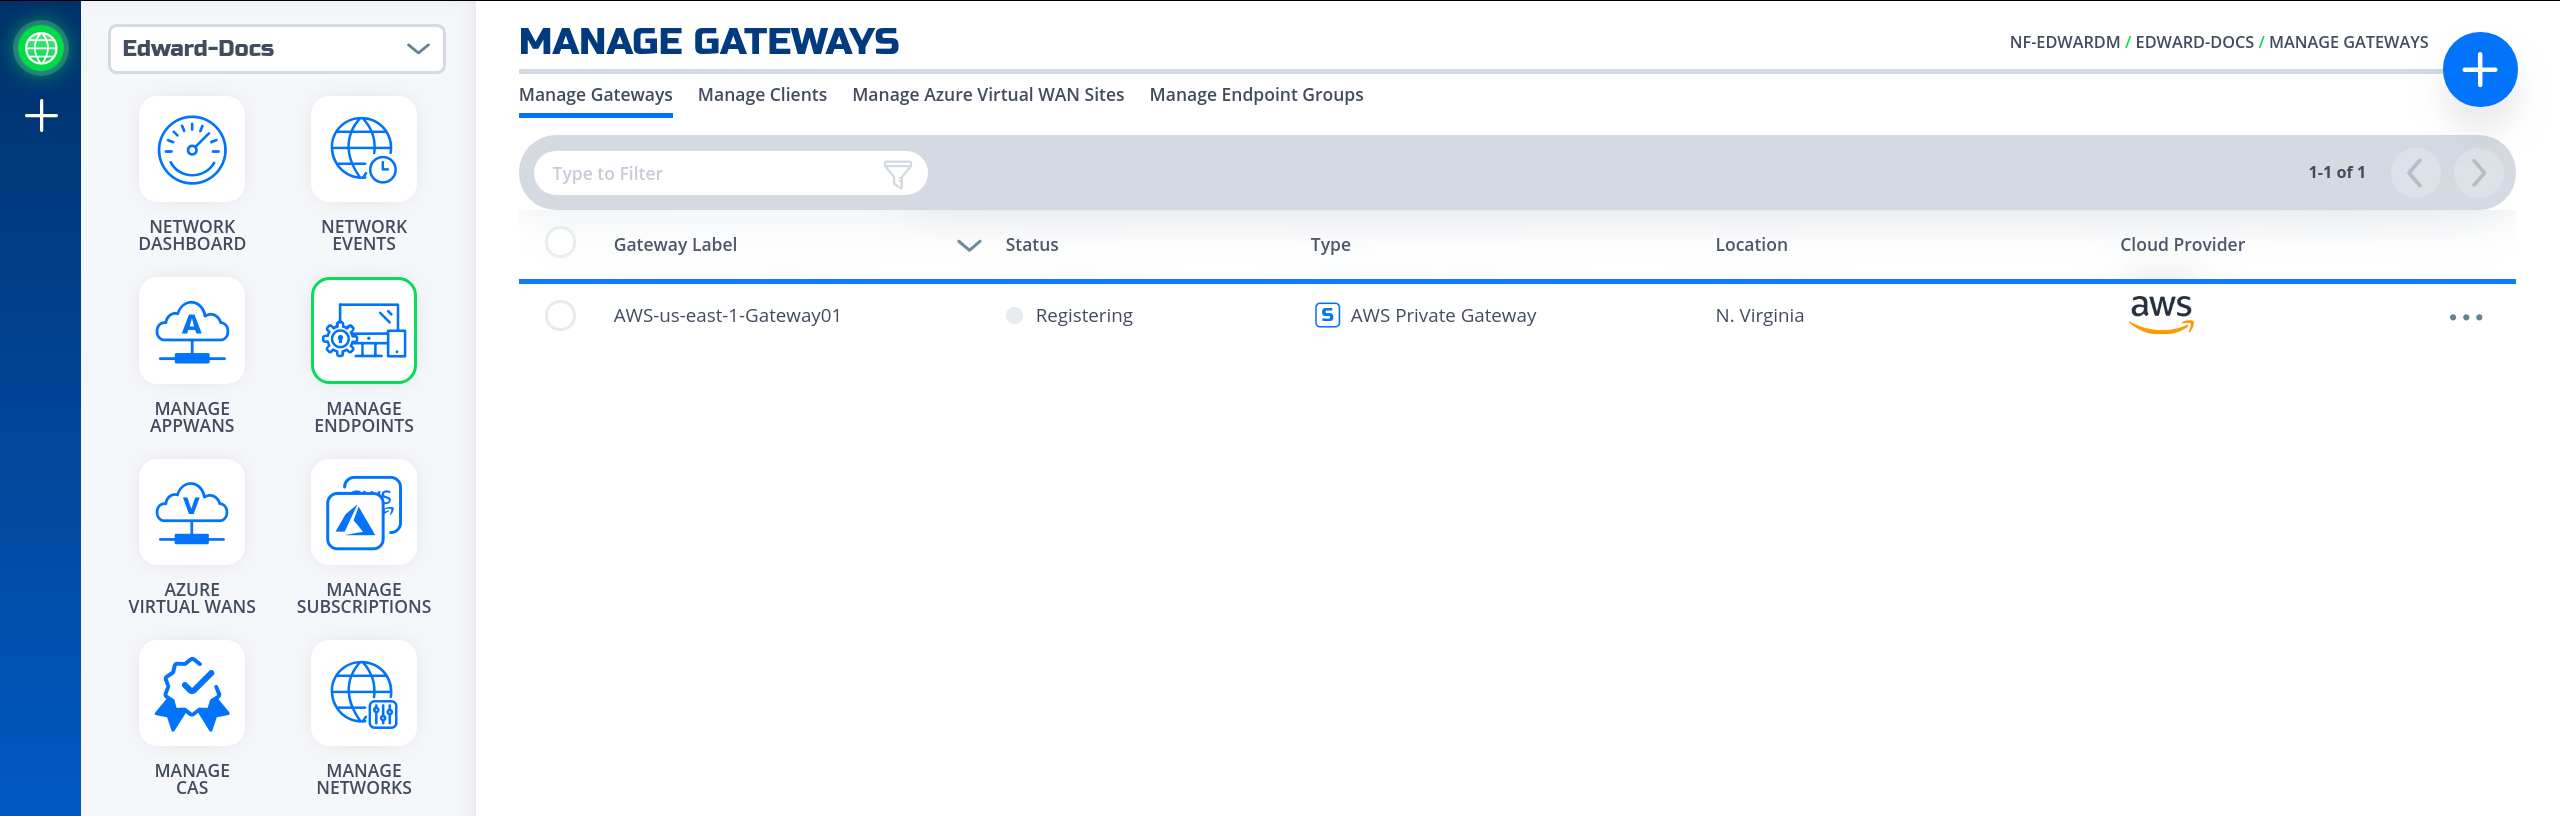 Edward-Docs
NETWORK
DASHBOARD
NETWORK
EVENTS
A
MANAGE
APPWANS
MANAGE
ENDPOINTS
V
AZURE
VIRTUAL WANS
MANAGE
SUBSCRIPTIONS
MANAGE
CAS
MANAGE
NETWORKS
MANAGE GATEWAYS
NF-EDWARDM / EDWARD-DOCS / MANAGE GATEWAYS
Manage Gateways Manage Clients Manage Azure Virtual WAN Sites Manage Endpoint Groups
Type to Filter
1-1 of 1
Gateway Label Status Type Location Cloud Provider
AWS-us-east-1-Gateway01 Registering S AWS Private Gateway N. Virginia aws